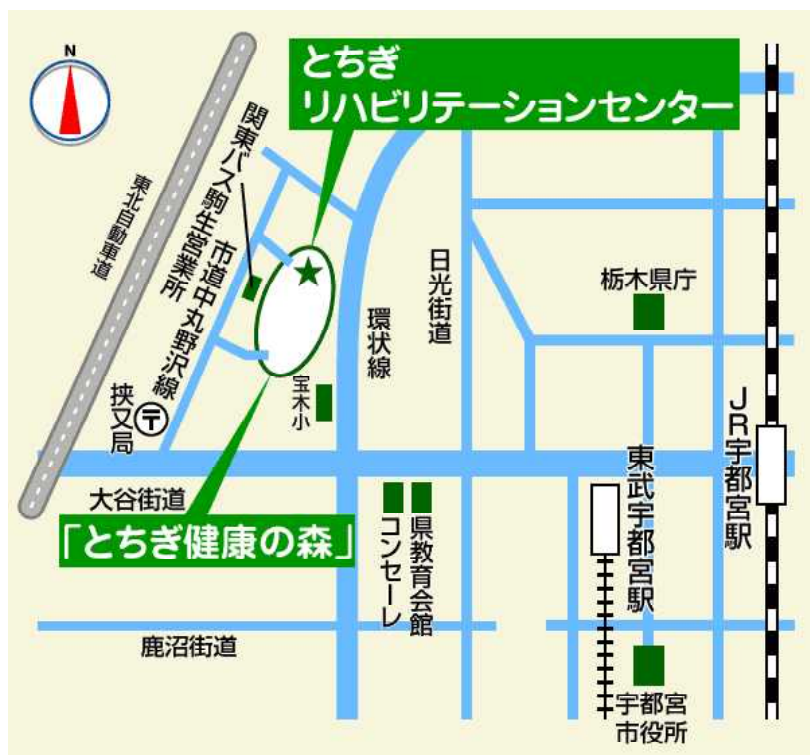 N
とちぎ
リハビリテーションセンター
関東バス駒生営業所
東北自動車道
市道中丸野沢線
環状線
日光街道
栃木県庁
挾又局
〒
宝木小
大谷街道
「とちぎ健康の森」
コンセーレ
県教育会館
東武宇都宮駅
JR宇都宮駅
鹿沼街道
宇都宮
市役所